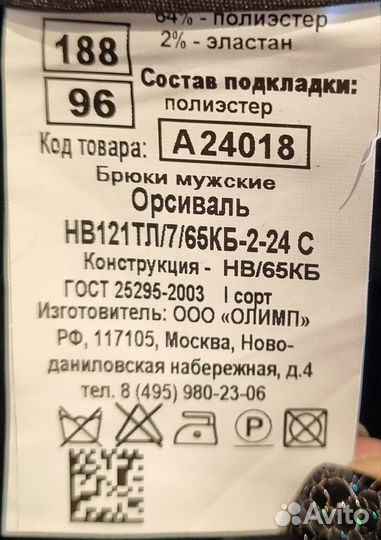 64% - полиэстер
188
2% - эластан
Состав подкладки:
96
полиэстер
Код товара: А24018
Брюки мужские
Орсиваль
НВ121ТЛ/7/65КБ-2-24 С
Конструкция - НВ/65КБ
ГОСТ 25295-2003 I сорт
Изготовитель: ООО «ОЛИМП»
РФ, 117105, Москва, Ново-
даниловская набережная, д.4
тел. 8 (495) 980-23-06
P
Avito